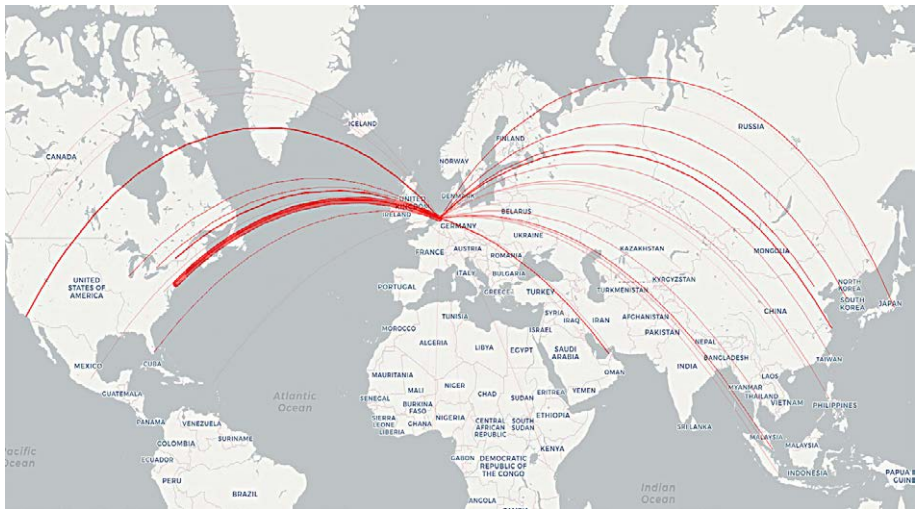 ICELAND
RUSSIA
FINLAND
CANADA
NORWAY
DENMARK
UNITED
KINGDOM
IRELAND
BELARUS
GERMANY
UKRAINE
AUSTRIA
FRANCE
KAZAKHSTAN
MONGOLIA
ROMANIA
ITALY
BULGARIA
KYRGYZSTAN
UNITED
STATES OF
AMERICA
PORTUGAL
GREECE
TURKEY
TURKMENISTAN
NORTH
KOREA
SOUTH
KOREA
JAPAN
CHINA
SYRIA
TUNISIA
AFGHANISTAN
IRAQ
IRAN
MOROCCO
ISRAEL
PAKISTAN
ALGERIA
LIBYA
EGYPT
SAUDI
ARABIA
NEPAL
BANGLADESH
TAIWAN
CUBA
MEXICO
INDIA
OMAN
LAOS
MAURITANIA
MYANMAR
GUATEMALA
MALI
NIGER
CHAD
SUDAN
ERITREA
YEMEN
THAILAND
VIETNAM
PHILIPPINES
Atlantic
Ocean
SENEGAL
BURKINA
FASO
PANAMA
VENEZUELA
SIERRA
LEONE
GHANA
NIGERIA
CENTRAL
AFRICAN
REPUBLIC
SOUTH
SUDAN
ETHIOPIA
SRI LANKA
LIBERIA
COLOMBIA
SURINAME
MALAYSIA
MALAYSIA
Pacific
Ocean
KENYA
ECUADOR
GABON
DEMOCRATIC
REPUBLIC OF
THE CONGO
INDONESIA
PAPUA
GUIN
PERU
BRAZIL
Indian
Ocean
ANGOLA